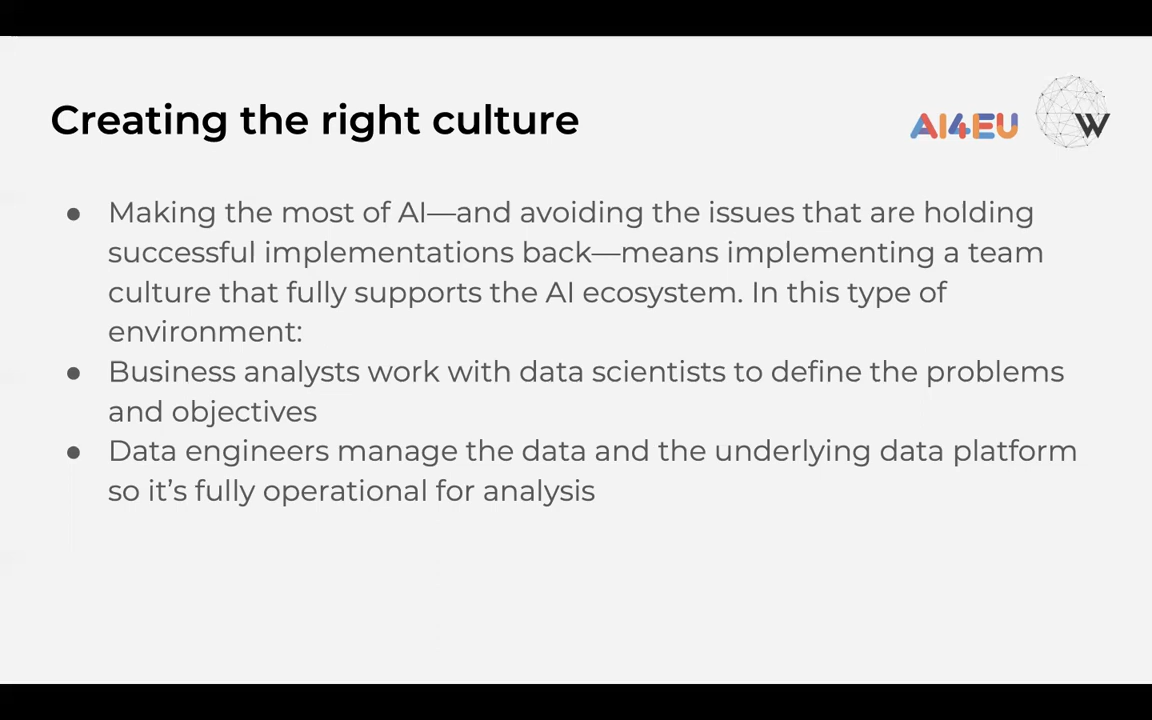 Creating the right culture
AI4EU
W
● Making the most of AI—and avoiding the issues that are holding
successful implementations back—means implementing a team
culture that fully supports the AI ecosystem. In this type of
environment:
● Business analysts work with data scientists to define the problems
and objectives
● Data engineers manage the data and the underlying data platform
so it’s fully operational for analysis